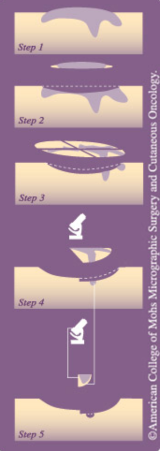 Step 1
Step 2
Step 3
Step 4
Step 5
©American College of Mohs Micrographic Surgery and Cutaneous Oncology.